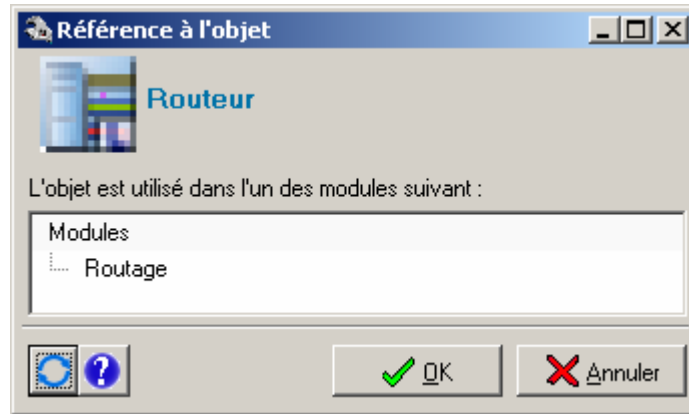 Référence à l'objet
Routeur
L'objet est utilisé dans l'un des modules suivant :
Modules
Routage
?
OK
Annuler